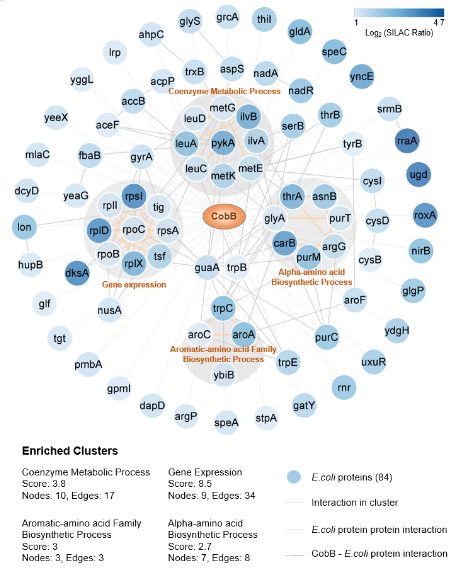 1
4.7
Log₂ (SILAC Ratio)
grcA
thiI
glyS
gldA
ahpC
speC
lrp
trxB
aspS
nadA
yncE
yggL
acpP
nadR
accB
Coenzyme Metabolic Process
srmB
metG
thrB
yeeX
aceF
leuD
ilvB
serB
rraA
mlaC
fbaB
gyrA
leuA
pykA
ilvA
tyrB
leuC
metE
ugd
dcyD
yeaG
rpsI
metK
cysI
rplI
tig
thrA
asnB
roxA
lon
rplD
rpoC
rpsA
CobB
glyA
purT
cysD
hupB
rpoB
tsf
carB
argG
nirB
rplX
purM
cysB
dksA
guaA
trpB
Alpha-amino acid
Biosynthetic Process
glgP
Gene expression
glf
nusA
trpC
aroF
ydgH
tgt
aroC
aroA
purC
Aromatic-amino acid Family
Biosynthetic Process
trpE
uxuR
pmbA
ybiB
rnr
gpmI
dapD
argP
speA
stpA
gatY
Enriched Clusters
Coenzyme Metabolic Process
Score: 3.8
Nodes: 10, Edges: 17
Gene Expression
Score: 8.5
Nodes: 9, Edges: 34
Aromatic-amino acid Family
Biosynthetic Process
Score: 3
Nodes: 3, Edges: 3
Alpha-amino acid
Biosynthetic Process
Score: 2.7
Nodes: 7, Edges: 8
E.coli proteins (84)
Interaction in cluster
E.coli protein protein interaction
CobB - E.coli protein interaction